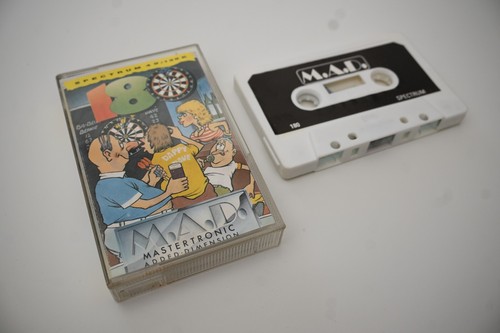 SPECTRUM 48/128K
180
M.A.D.
MASTERTRONIC
ADDED DIMENSION
M.A.D.
SPECTRUM
180